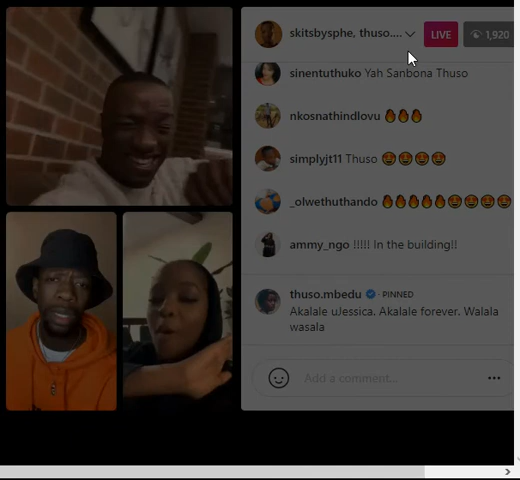 skitsbysphe, thuso....
LIVE
1,920
sinentuthuko Yah Sanbona Thuso
nkosnathindlovu 🔥🔥🔥
simplyjt11 Thuso 🤩🤩🤩🤩
_olwethuthando 🔥🔥🔥🔥🔥🤩🤩🤩🤩
ammy_ngo !!!!! In the building!!
thuso.mbedu • PINNED
Akalale uJessica. Akalale forever. Walala
wasala
Add a comment...